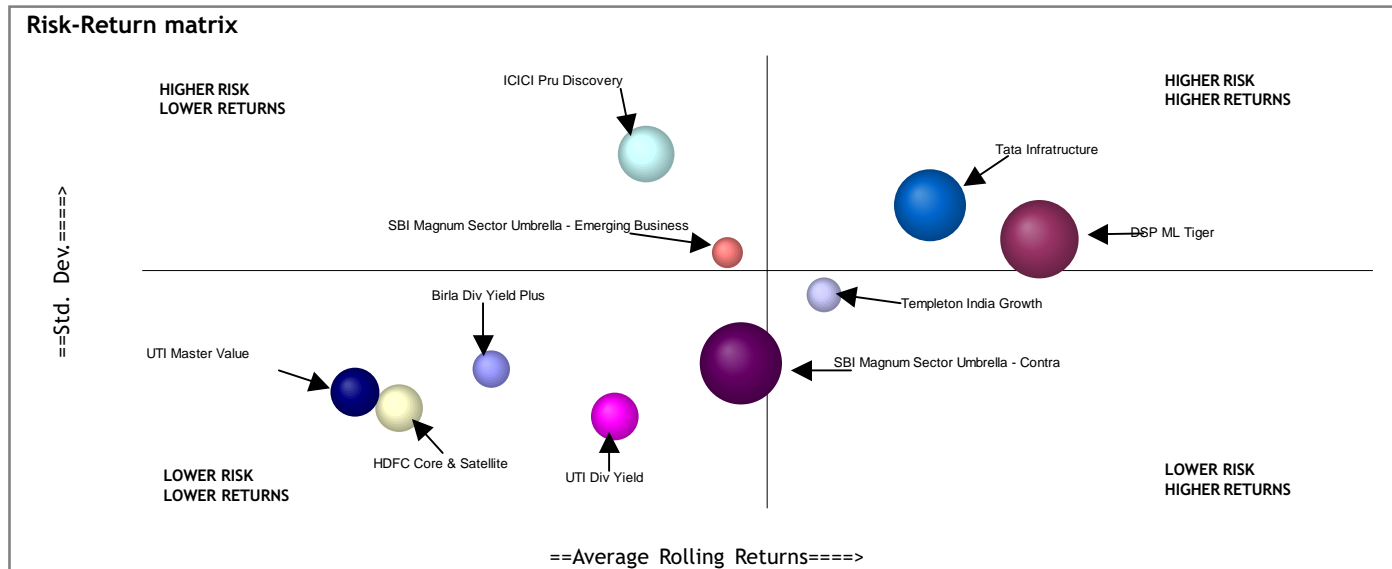 Risk-Return matrix
ICICI Pru Discovery
HIGHER RISK
LOWER RETURNS
HIGHER RISK
HIGHER RETURNS
Tata Infratructure
SBI Magnum Sector Umbrella - Emerging Business
DSP ML Tiger
==Std. Dev.====>
Birla Div Yield Plus
Templeton India Growth
UTI Master Value
SBI Magnum Sector Umbrella - Contra
HDFC Core & Satellite
UTI Div Yield
LOWER RISK
LOWER RETURNS
LOWER RISK
HIGHER RETURNS
==Average Rolling Returns====>